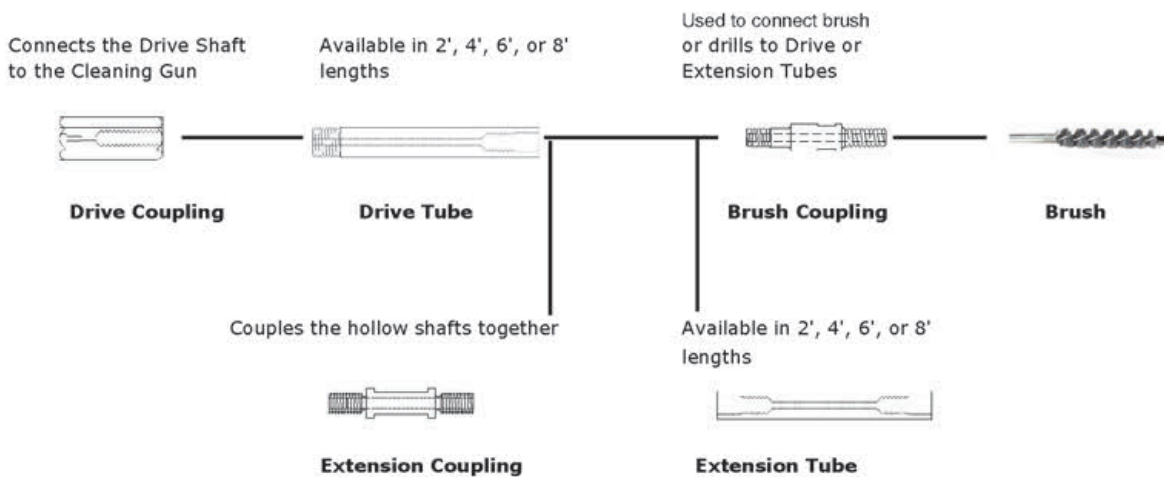 Connects the Drive Shaft
to the Cleaning Gun
Available in 2', 4', 6', or 8'
lengths
Used to connect brush
or drills to Drive or
Extension Tubes
Drive Coupling
Drive Tube
Brush Coupling
Brush
Couples the hollow shafts together
Available in 2', 4', 6', or 8'
lengths
Extension Coupling
Extension Tube